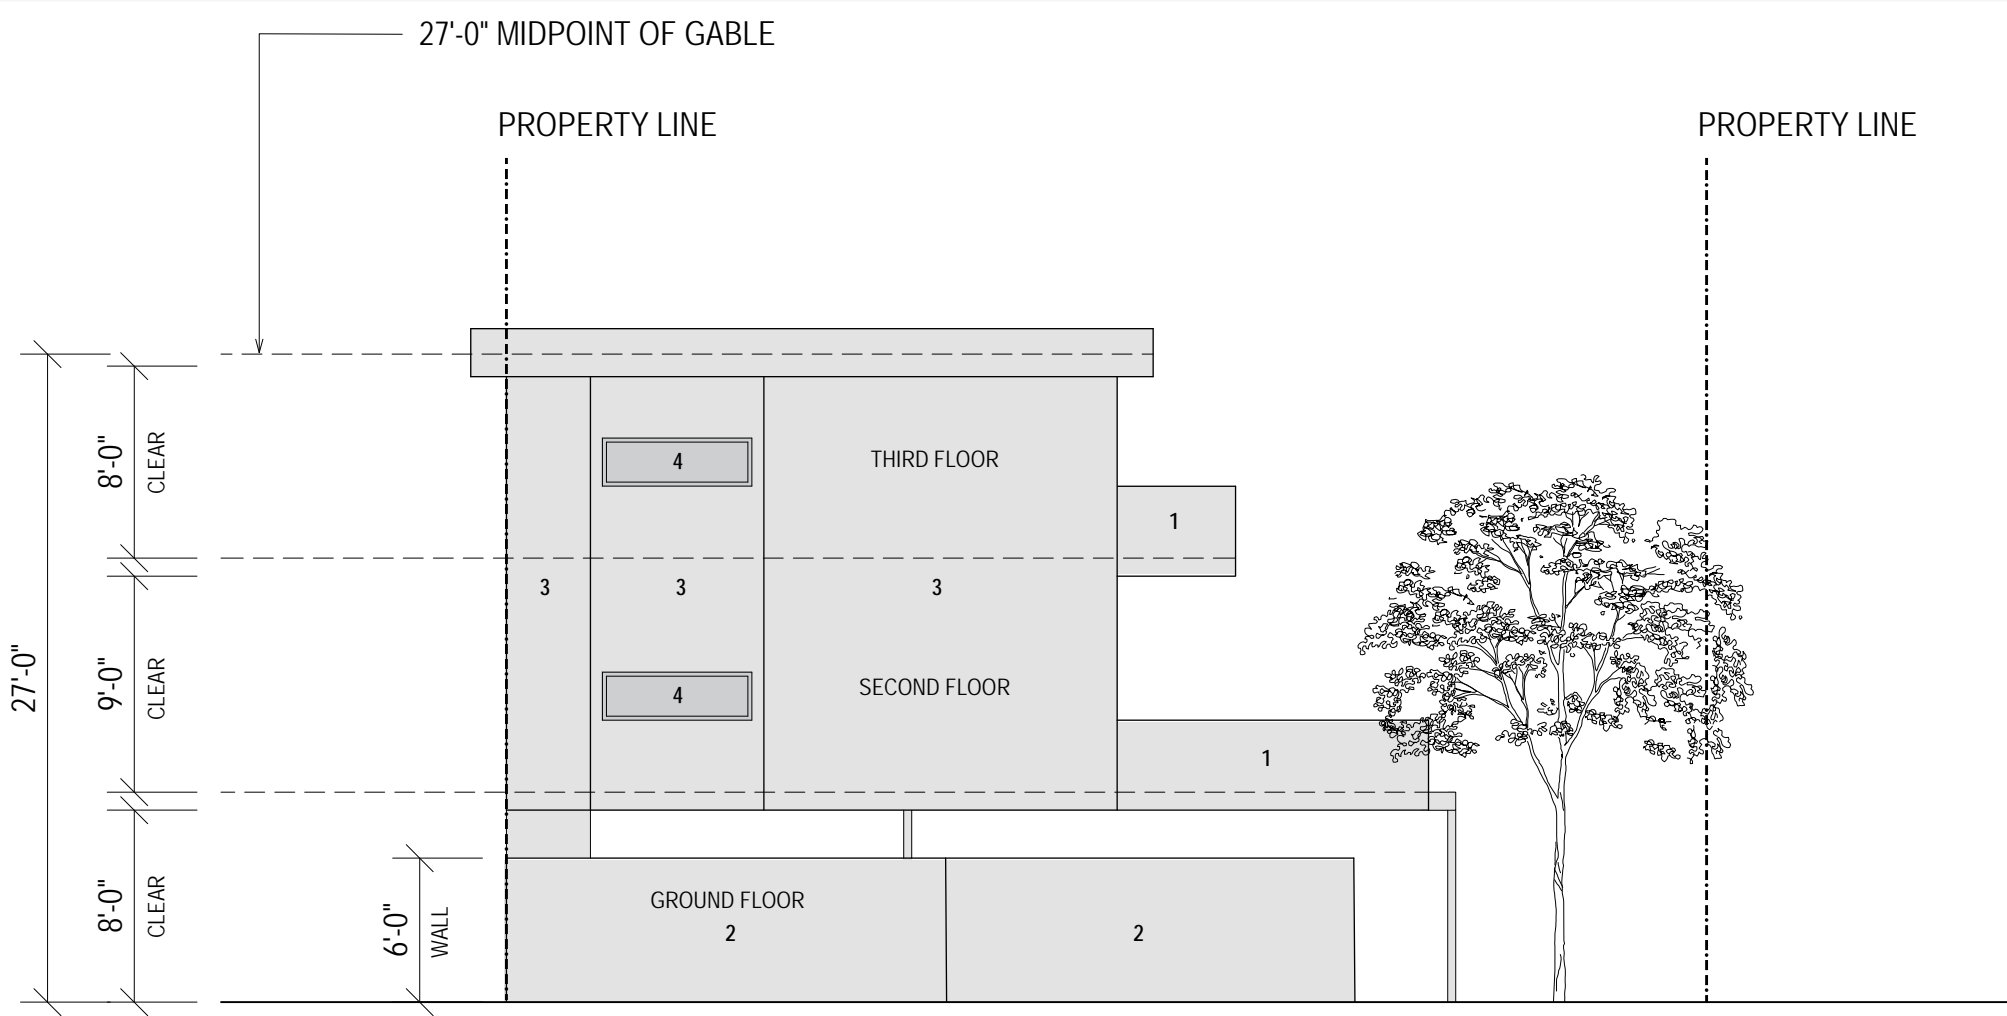 27'-0" MIDPOINT OF GABLE
PROPERTY LINE
PROPERTY LINE
27'-0"
8'-0"
CLEAR
4
THIRD FLOOR
1
3
3
3
9'-0"
CLEAR
4
SECOND FLOOR
1
8'-0"
CLEAR
6'-0"
WALL
GROUND FLOOR
2
2